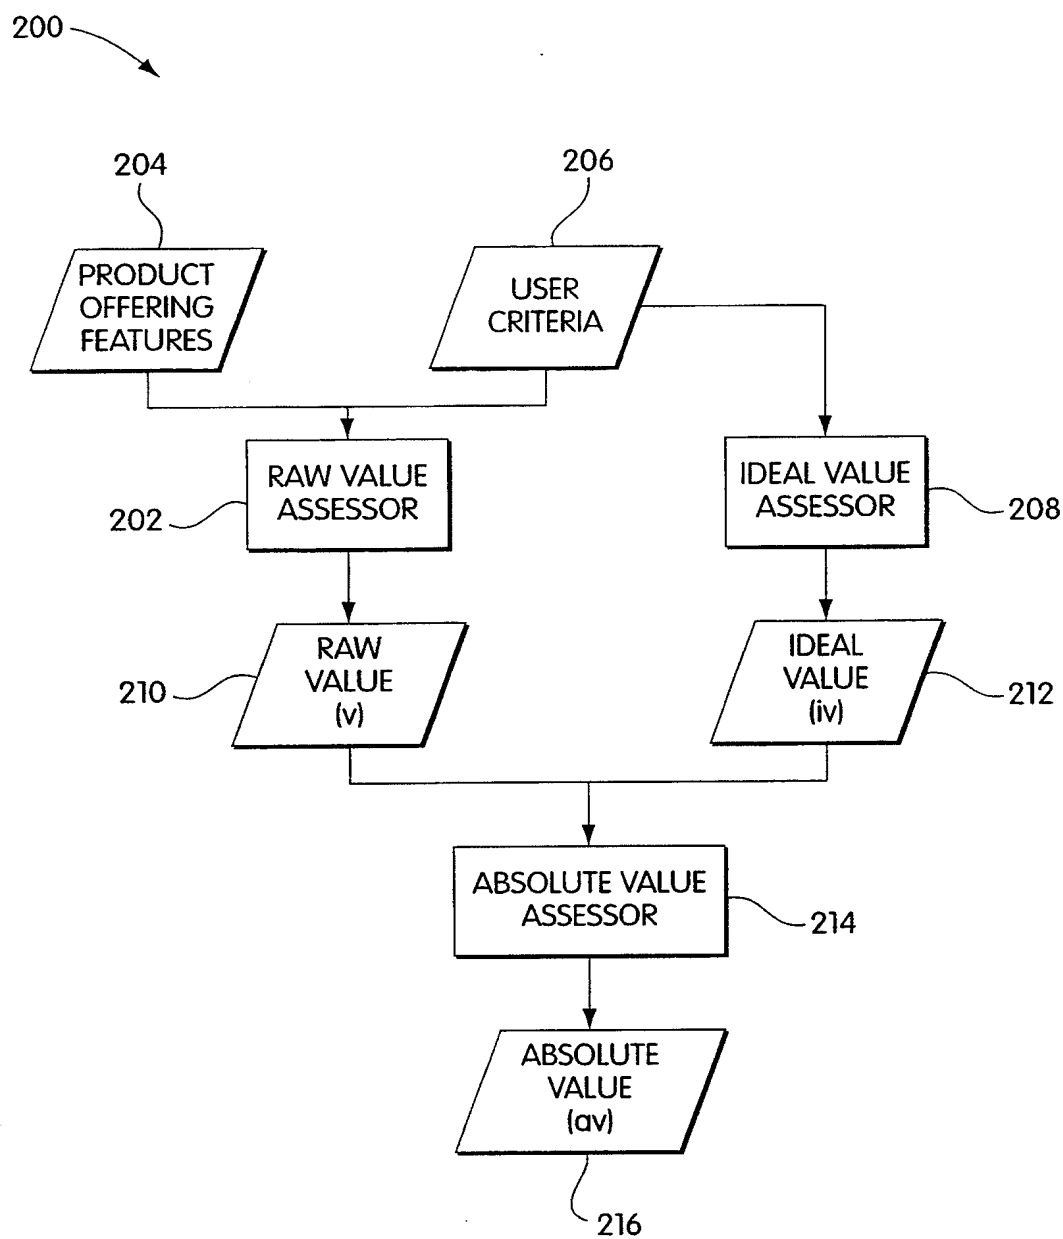 200
204
206
PRODUCT
OFFERING
FEATURES
USER
CRITERIA
RAW VALUE
ASSESSOR
202
IDEAL VALUE
ASSESSOR
208
RAW
VALUE
(v)
210
IDEAL
VALUE
(iv)
212
ABSOLUTE VALUE
ASSESSOR
214
ABSOLUTE
VALUE
(av)
216